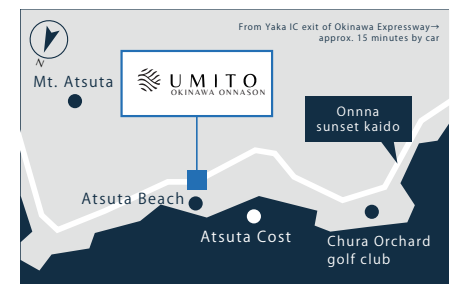 From Yaka IC exit of Okinawa Expressway→
approx. 15 minutes by car
N
Mt. Atsuta
UMITO
OKINAWA ONNASON
Onnna
sunset kaido
Atsuta Beach
Atsuta Cost
Chura Orchard
golf club